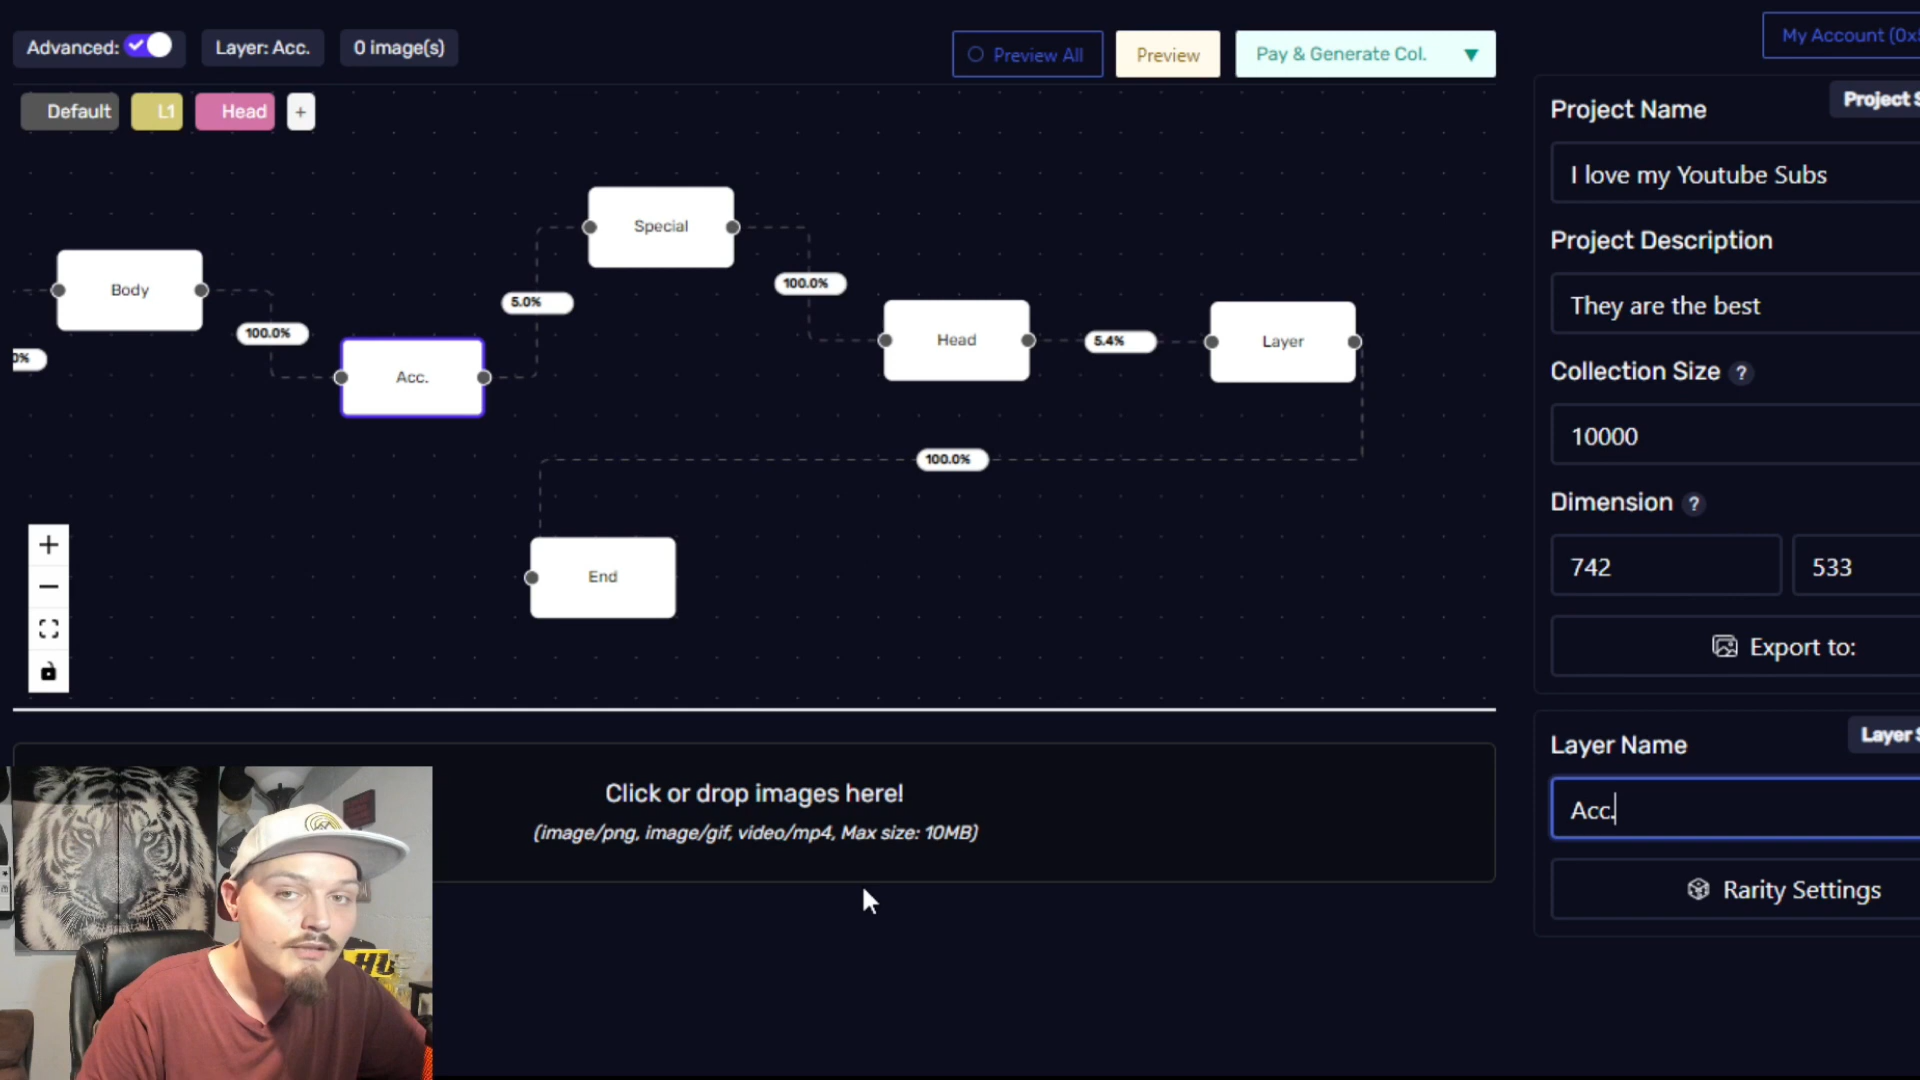 Advanced:
Layer: Acc.
0 image(s)
Preview All
Preview
Pay & Generate Col.
My Account (0x
Default
L1
Head
+
Project Name
Project S
I love my Youtube Subs
Special
Project Description
Body
5.0%
100.0%
They are the best
100.0%
Head
5.4%
Layer
0%
Acc.
Collection Size ?
10000
100.0%
Dimension ?
742
533
End
Export to:
Layer Name
Layer S
Click or drop images here!
(image/png, image/gif, video/mp4, Max size: 10MB)
Acc.
Rarity Settings